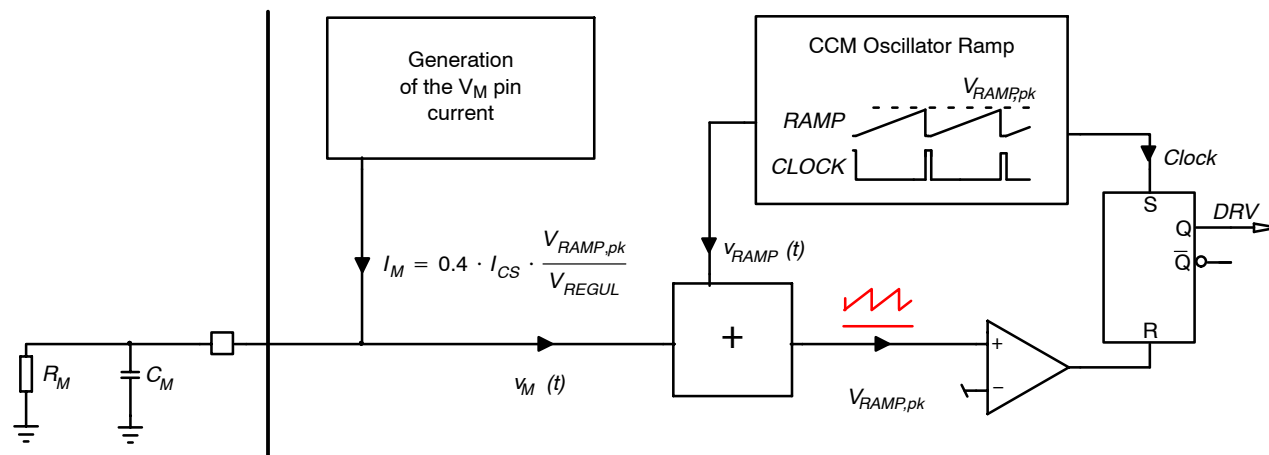 Generation
of the VM pin
current
CCM Oscillator Ramp
VRAMP,pk
RAMP
CLOCK
Clock
S
Q
DRV
Q̅
R
IM = 0.4 · ICS · VRAMP,pk / VREGUL
vRAMP (t)
+
+
−
VRAMP,pk
vM (t)
RM
CM